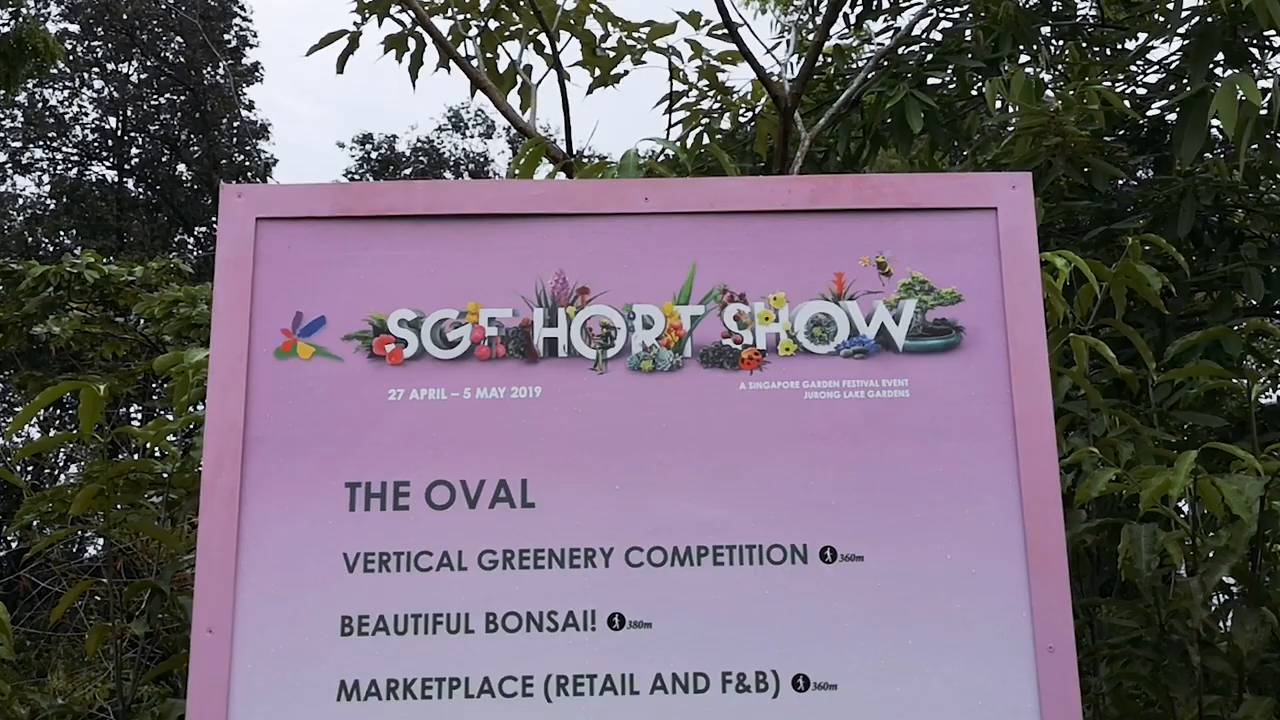 SGF HORT SHOW
27 APRIL – 5 MAY 2019
A SINGAPORE GARDEN FESTIVAL EVENT
JURONG LAKE GARDENS
THE OVAL
VERTICAL GREENERY COMPETITION 360m
BEAUTIFUL BONSAI! 380m
MARKETPLACE (RETAIL AND F&B) 360m